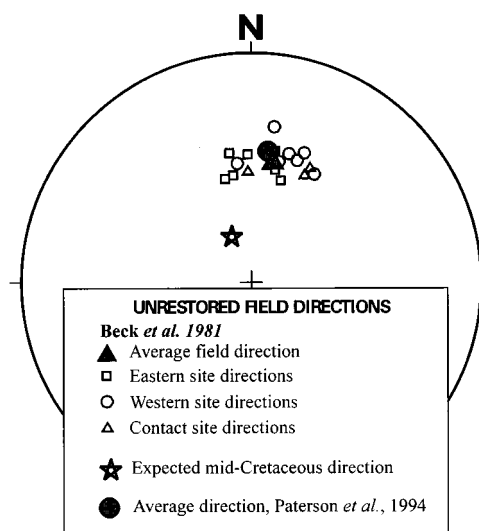 N
UNRESTORED FIELD DIRECTIONS
Beck et al. 1981
Average field direction
Eastern site directions
Western site directions
Contact site directions
Expected mid-Cretaceous direction
Average direction, Paterson et al., 1994